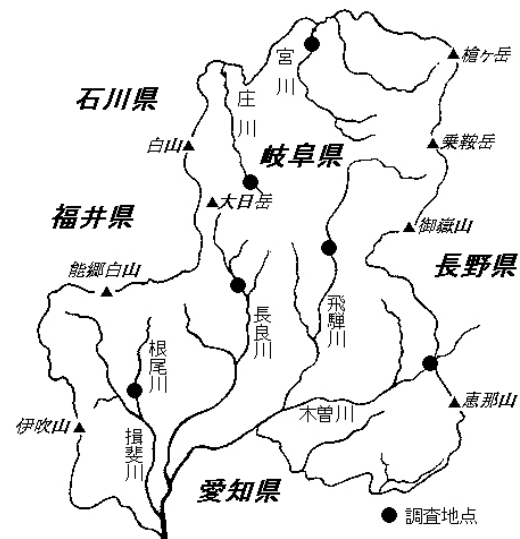 宮川
槍ヶ岳
石川県
庄川
白山
岐阜県
乗鞍岳
大日岳
福井県
御嶽山
能郷白山
長野県
長良川
飛騨川
根尾川
木曽川
恵那山
伊吹山
揖斐川
愛知県
調査地点